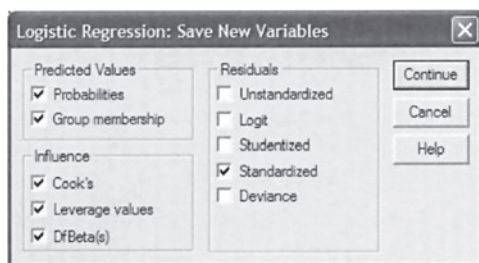 Logistic Regression: Save New Variables
Predicted Values
Probabilities
Group membership
Influence
Cook's
Leverage values
DfBeta(s)
Residuals
Unstandardized
Logit
Studentized
Standardized
Deviance
Continue
Cancel
Help